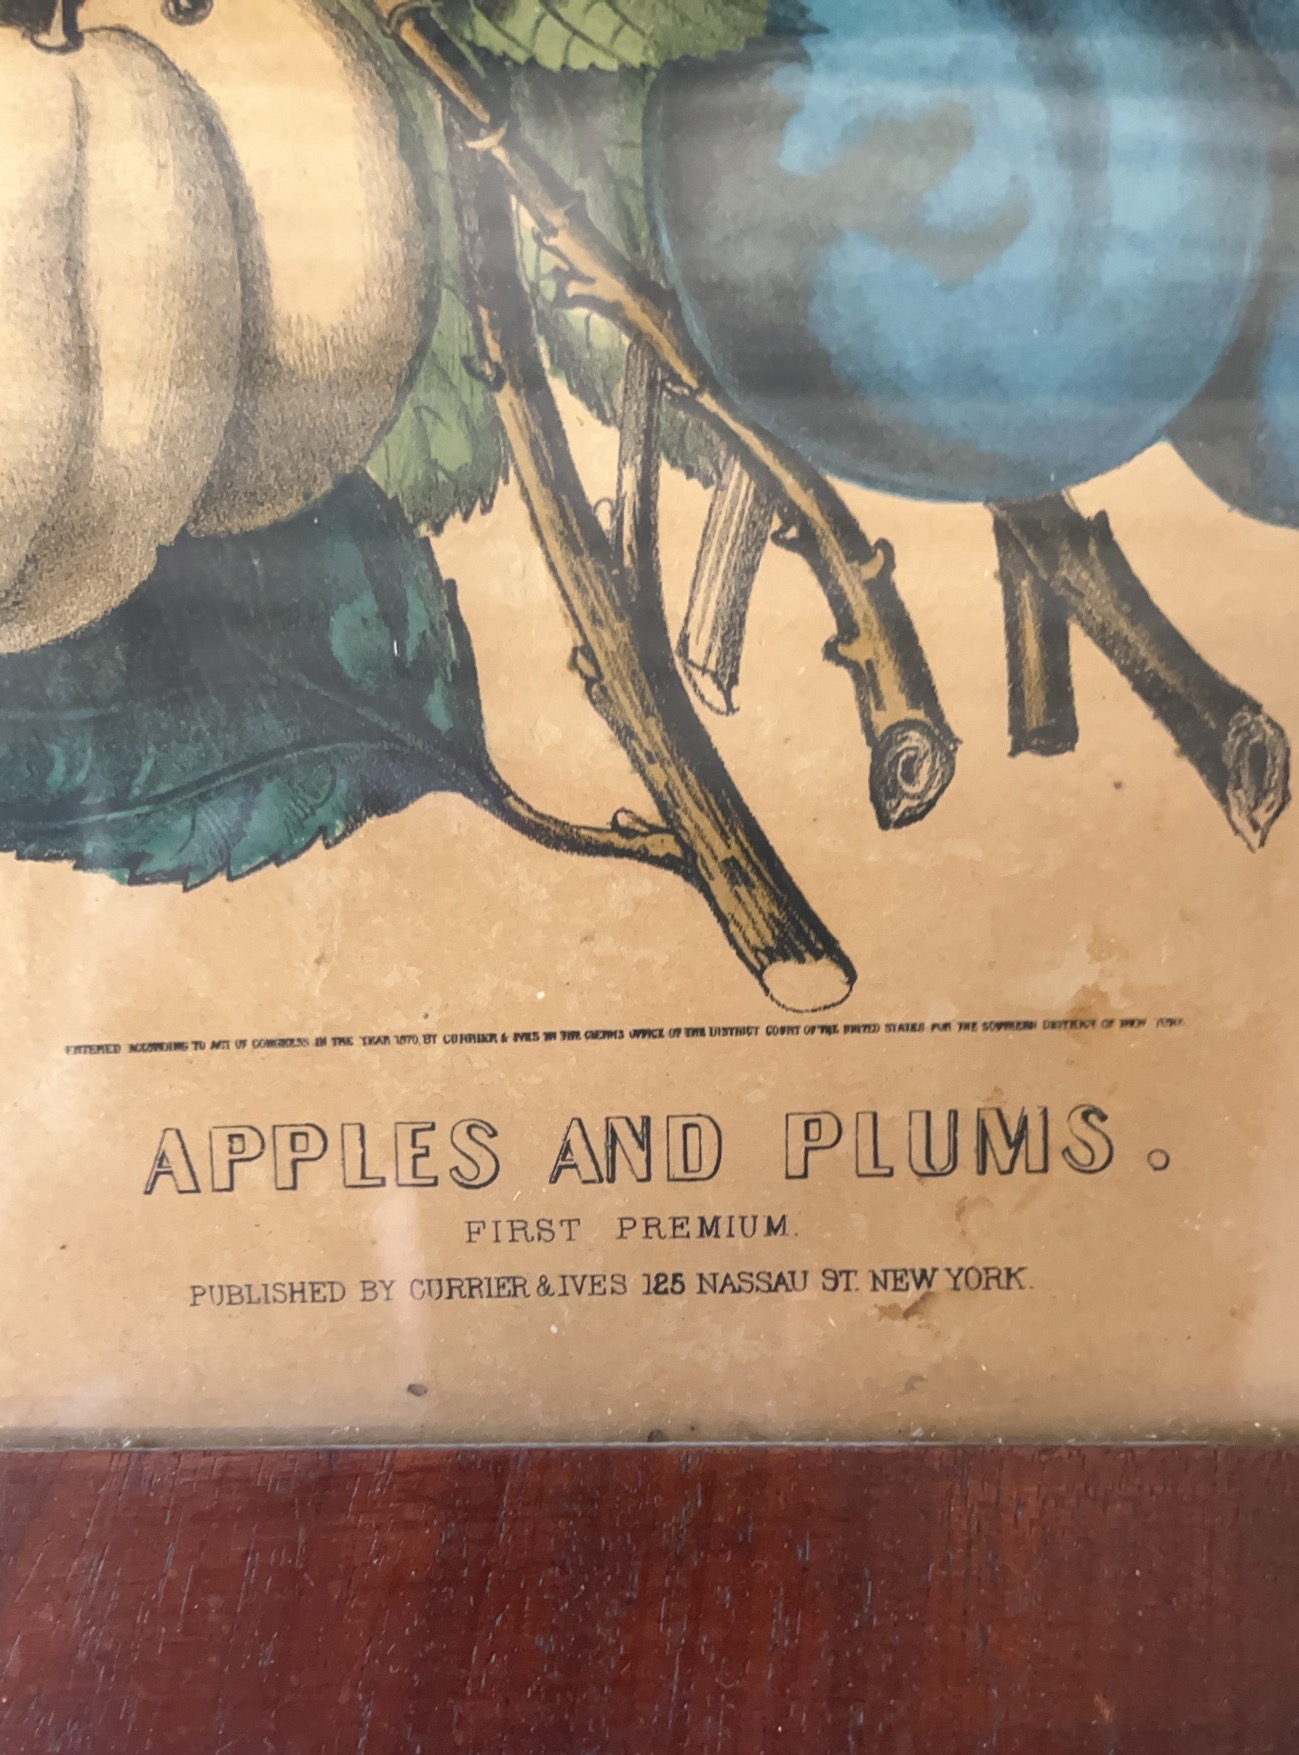 ENTERED ACCORDING TO ACT OF CONGRESS IN THE YEAR 1870, BY CURRIER & IVES IN THE CLERKS OFFICE OF THE DISTRICT COURT OF THE UNITED STATES FOR THE SOUTHERN DISTRICT OF NEW YORK.
APPLES AND PLUMS.
FIRST PREMIUM.
PUBLISHED BY CURRIER & IVES 125 NASSAU ST. NEW YORK.